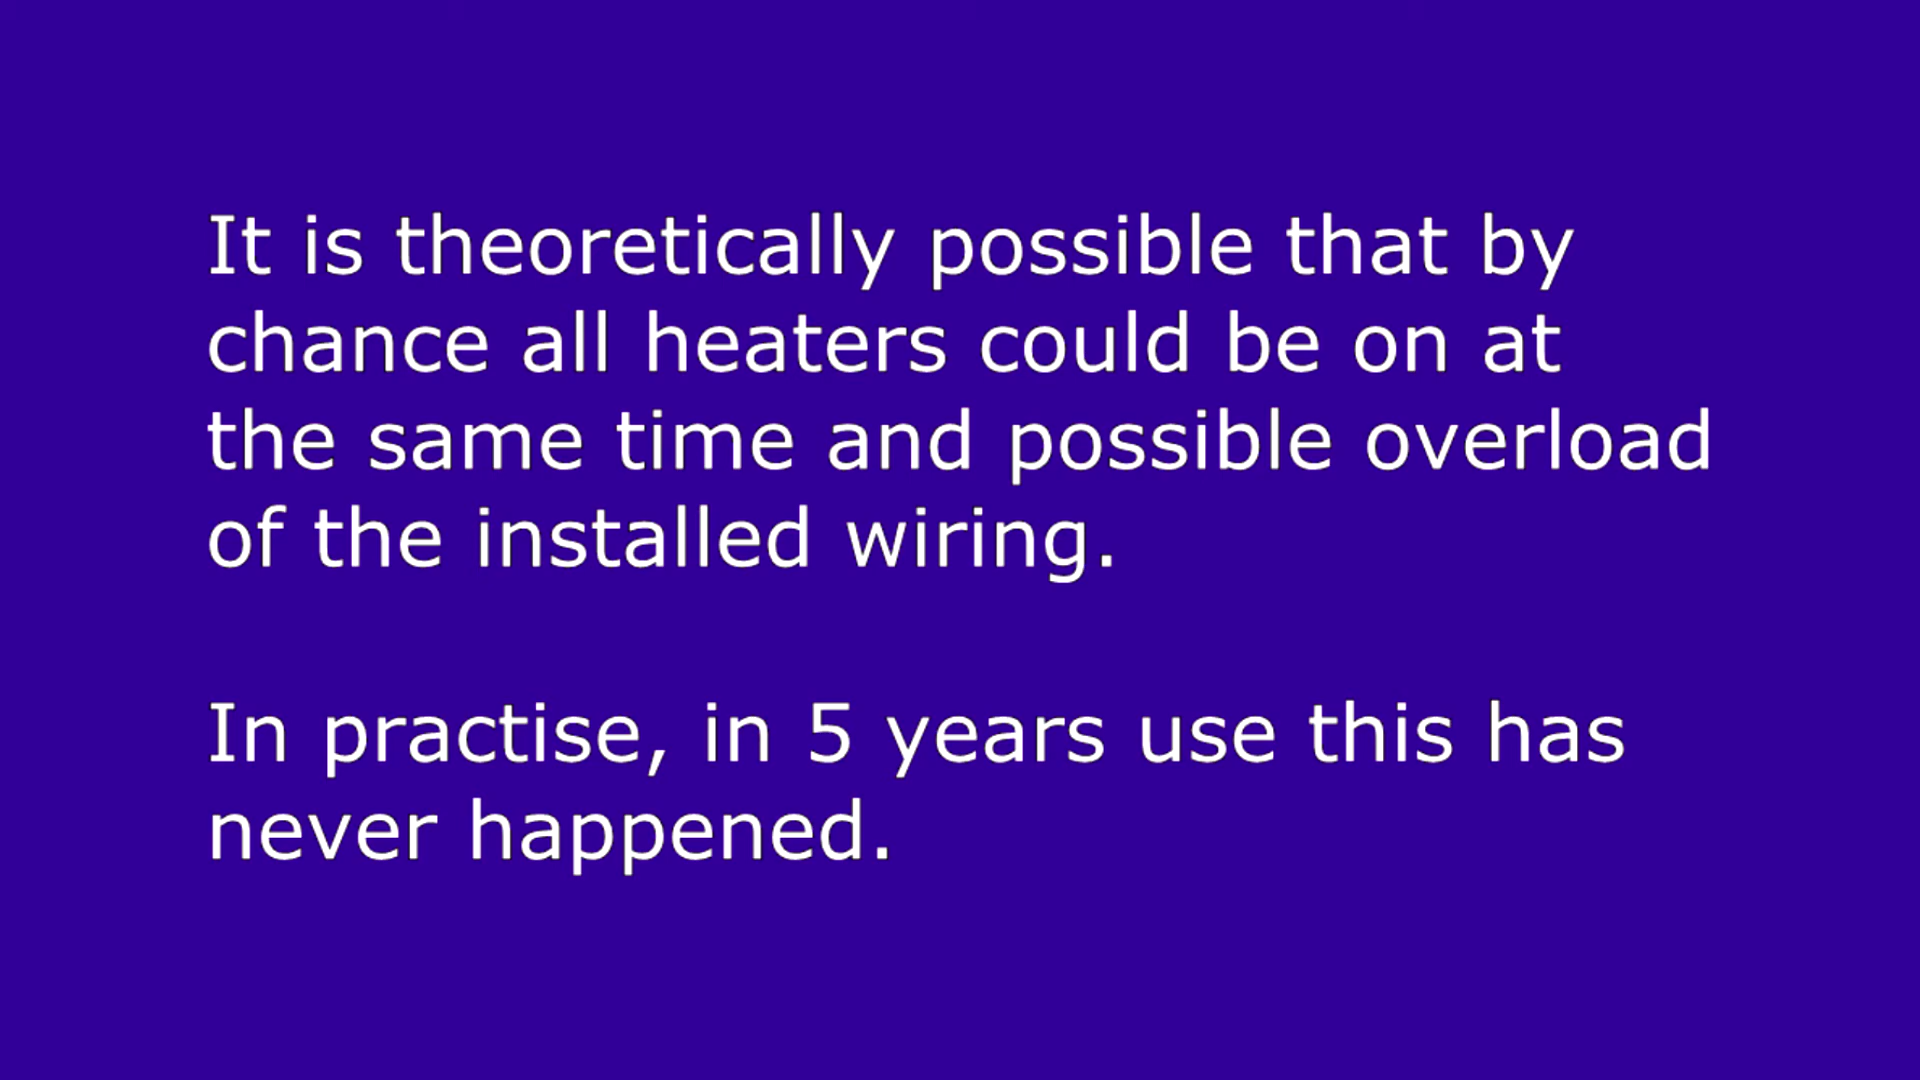 It is theoretically possible that by
chance all heaters could be on at
the same time and possible overload
of the installed wiring.
In practise, in 5 years use this has
never happened.